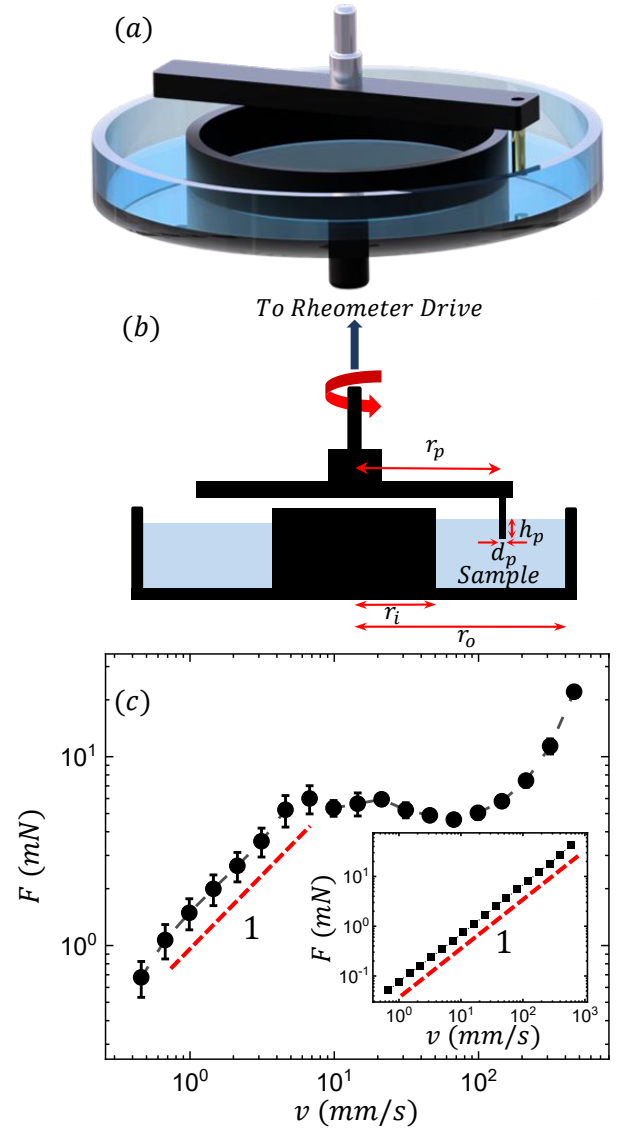 (a)
To Rheometer Drive
(b)
r_p
h_p
d_p
Sample
r_i
r_o
(c)
10^1
10^0
F (mN)
1
10^1
10^0
10^-1
F (mN)
1
10^0 10^1 10^2 10^3
v (mm/s)
10^0 10^1 10^2
v (mm/s)